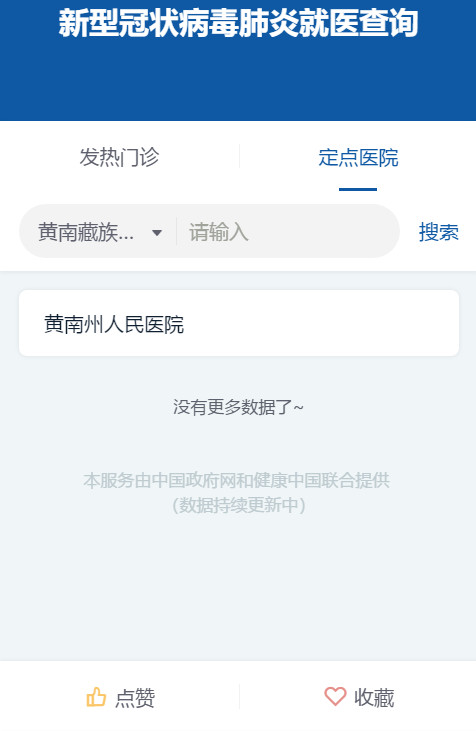 新型冠状病毒肺炎就医查询
发热门诊
定点医院
黄南藏族...
请输入
搜索
黄南州人民医院
没有更多数据了~
本服务由中国政府网和健康中国联合提供
（数据持续更新中）
点赞
收藏